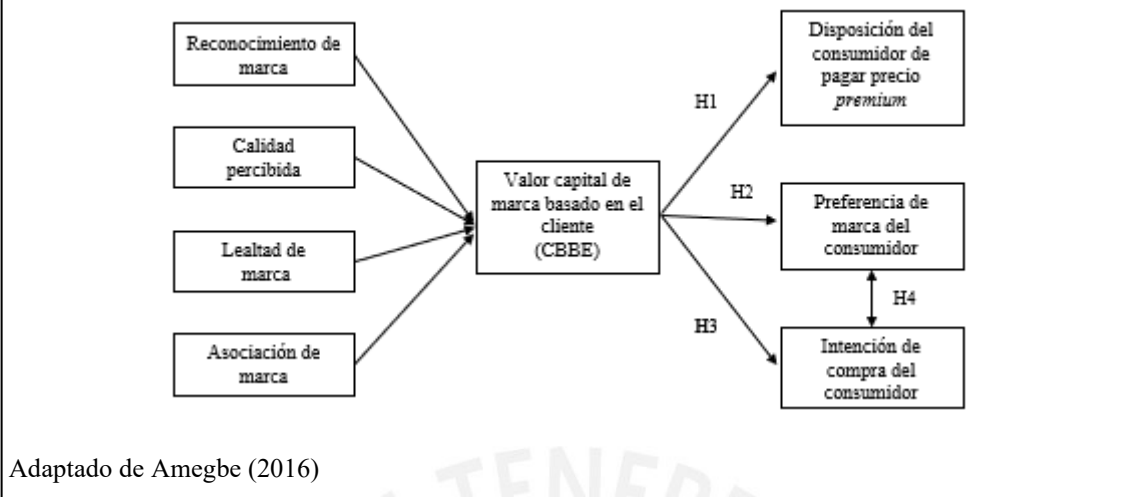 Reconocimiento de
marca
Calidad
percibida
Lealtad de
marca
Asociación de
marca
Valor capital de
marca basado en el
cliente
(CBBE)
H1
H2
H3
Disposición del
consumidor de
pagar precio
premium
Preferencia de
marca del
consumidor
H4
Intención de
compra del
consumidor
Adaptado de Amegbe (2016)